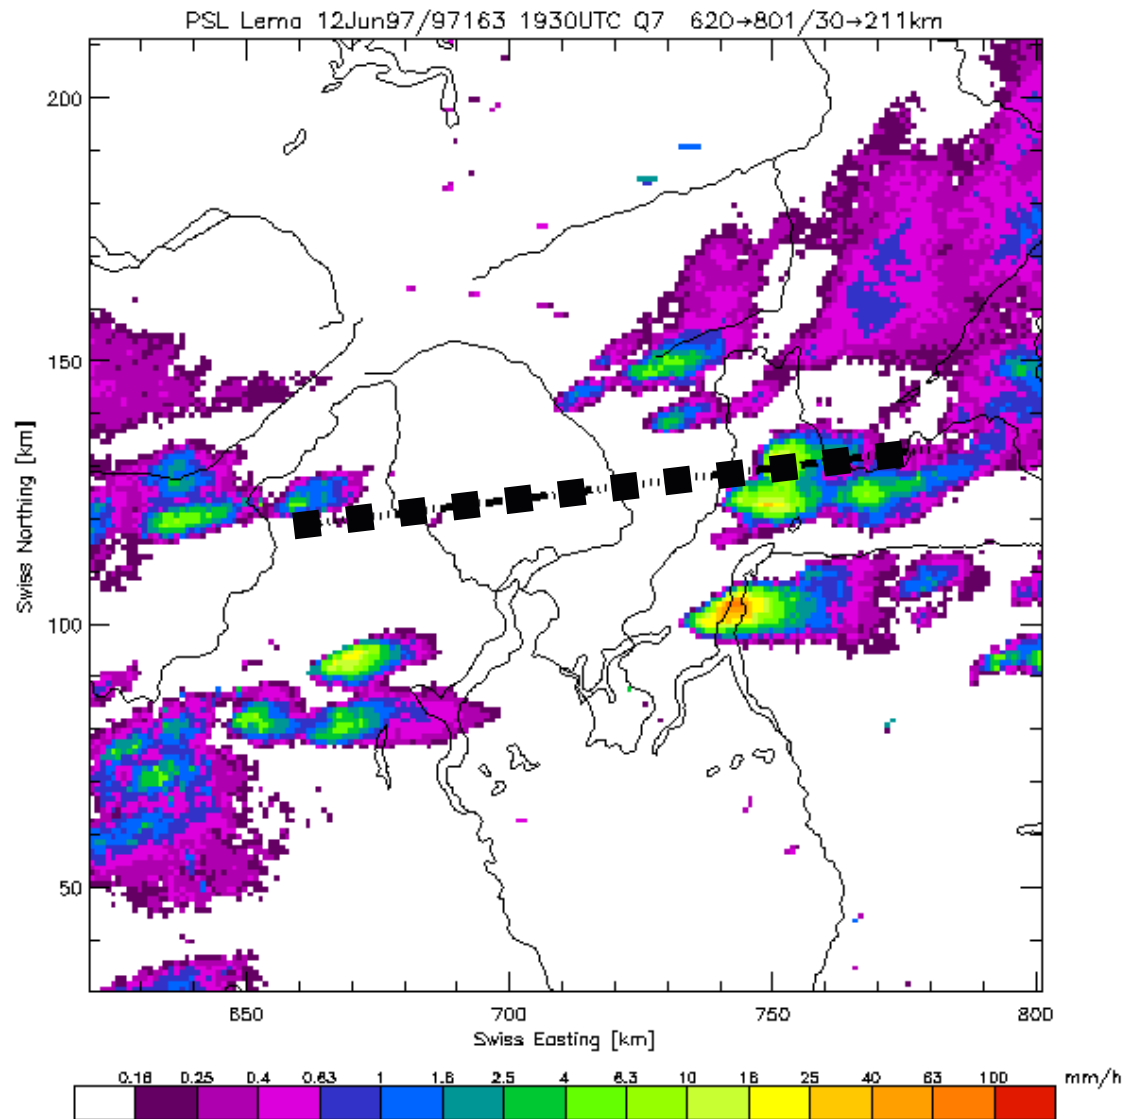 PSL Lema 12Jun97/97163 1930UTC Q7 620→801/30→211km
200
150
100
50
Swiss Northing [km]
650
700
750
800
Swiss Easting [km]
0.16 0.25 0.4 0.63 1 1.6 2.5 4 6.3 10 16 25 40 63 100 mm/h